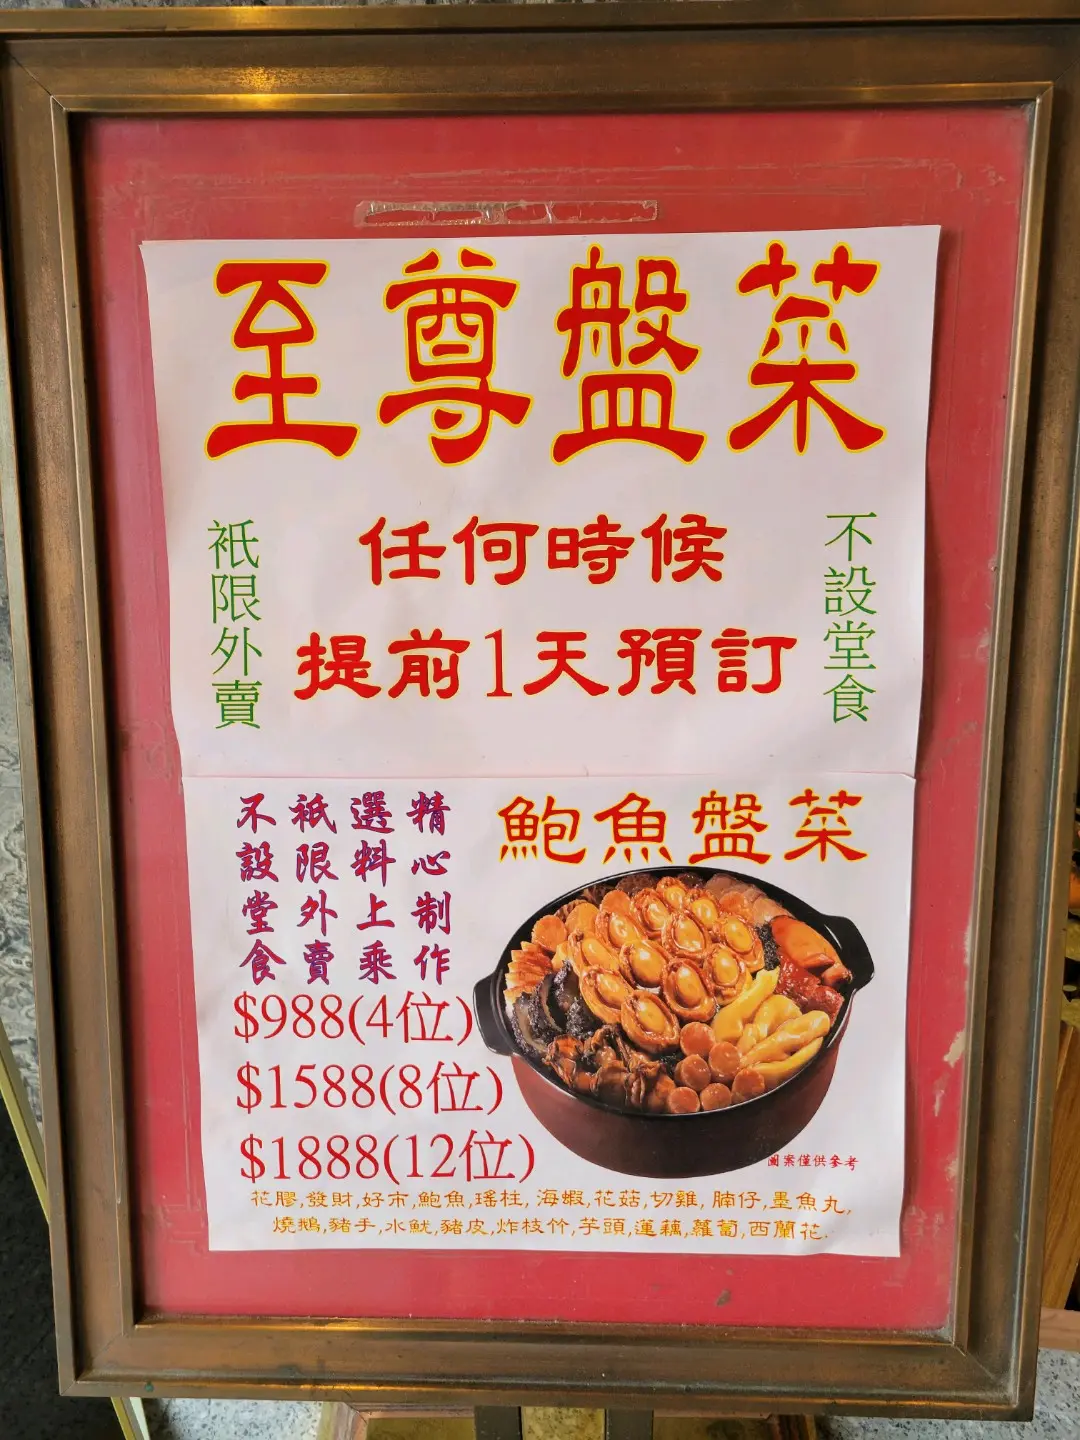 至尊盤菜
任何時候
提前1天預訂
祇限外賣
不設堂食
鮑魚盤菜
精心制作
選料上乘
祇限外賣
不設堂食
$988(4位)
$1588(8位)
$1888(12位)
圖案僅供參考
花膠,發財,好市,鮑魚,瑤柱,海蝦,花菇,切雞,腩仔,墨魚丸,
燒鵝,豬手,水魷,豬皮,炸枝竹,芋頭,蓮藕,蘿蔔,西蘭花.